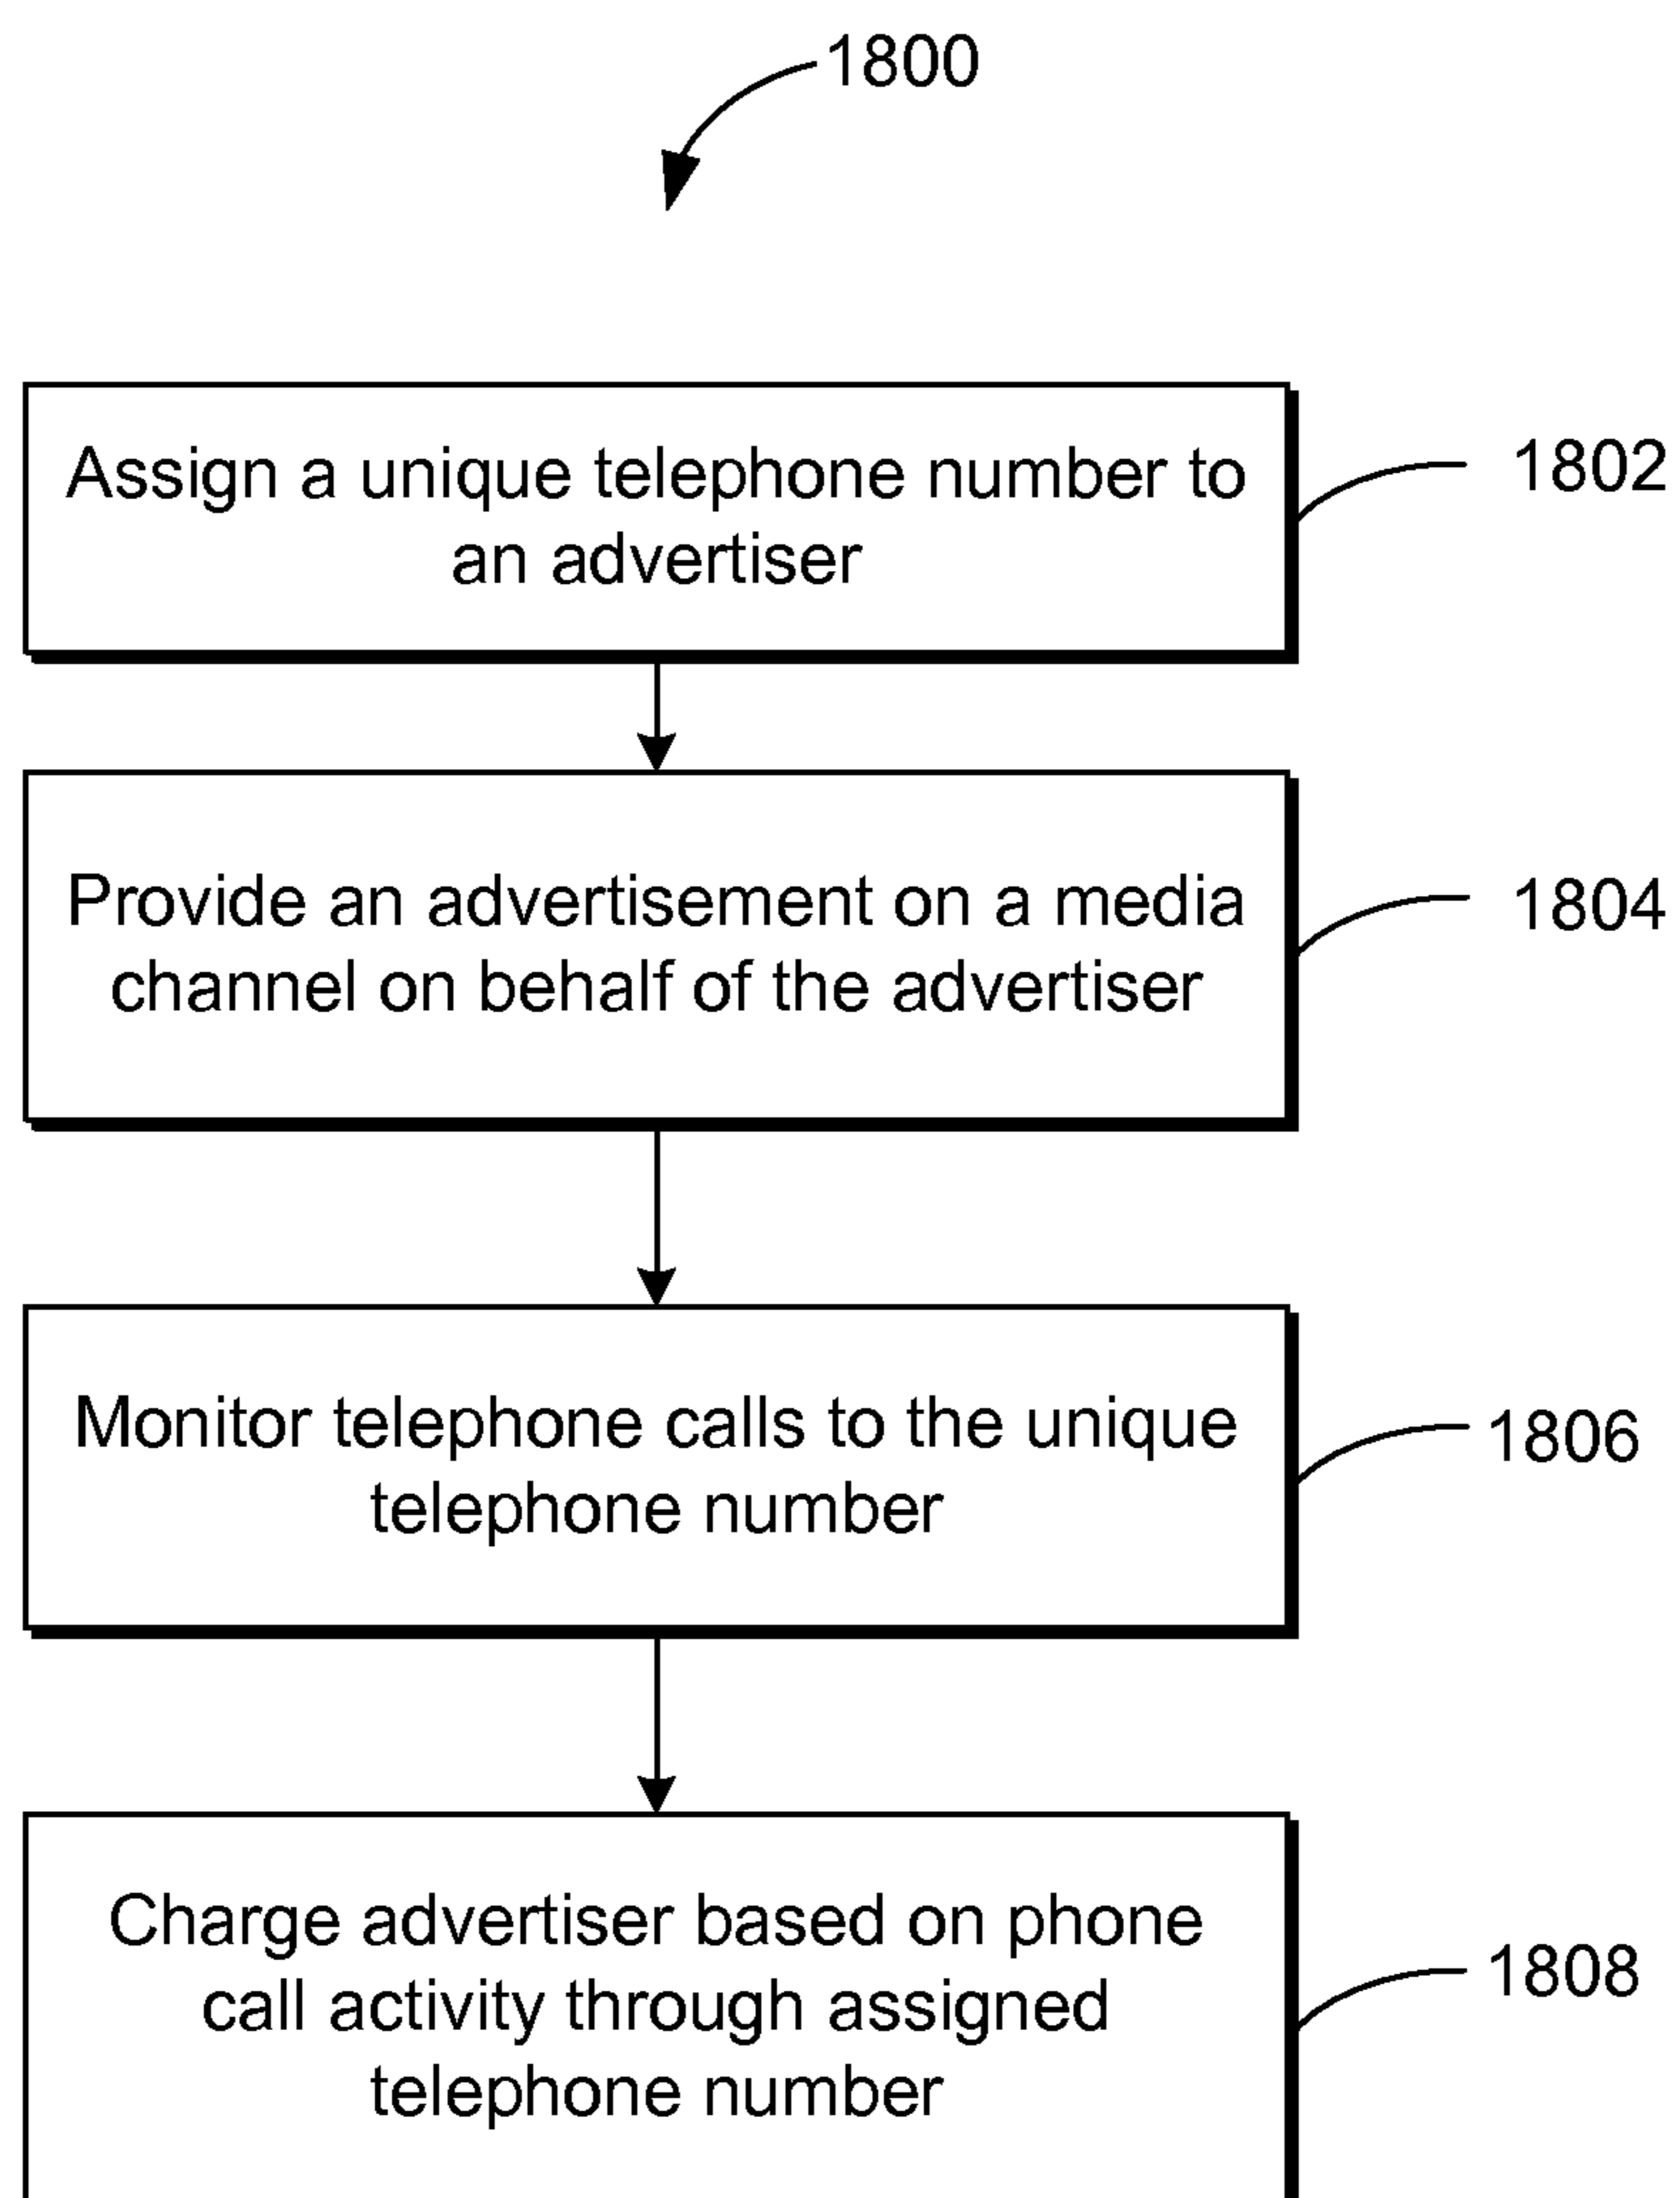 1800
Assign a unique telephone number to
an advertiser
1802
Provide an advertisement on a media
channel on behalf of the advertiser
1804
Monitor telephone calls to the unique
telephone number
1806
Charge advertiser based on phone
call activity through assigned
telephone number
1808